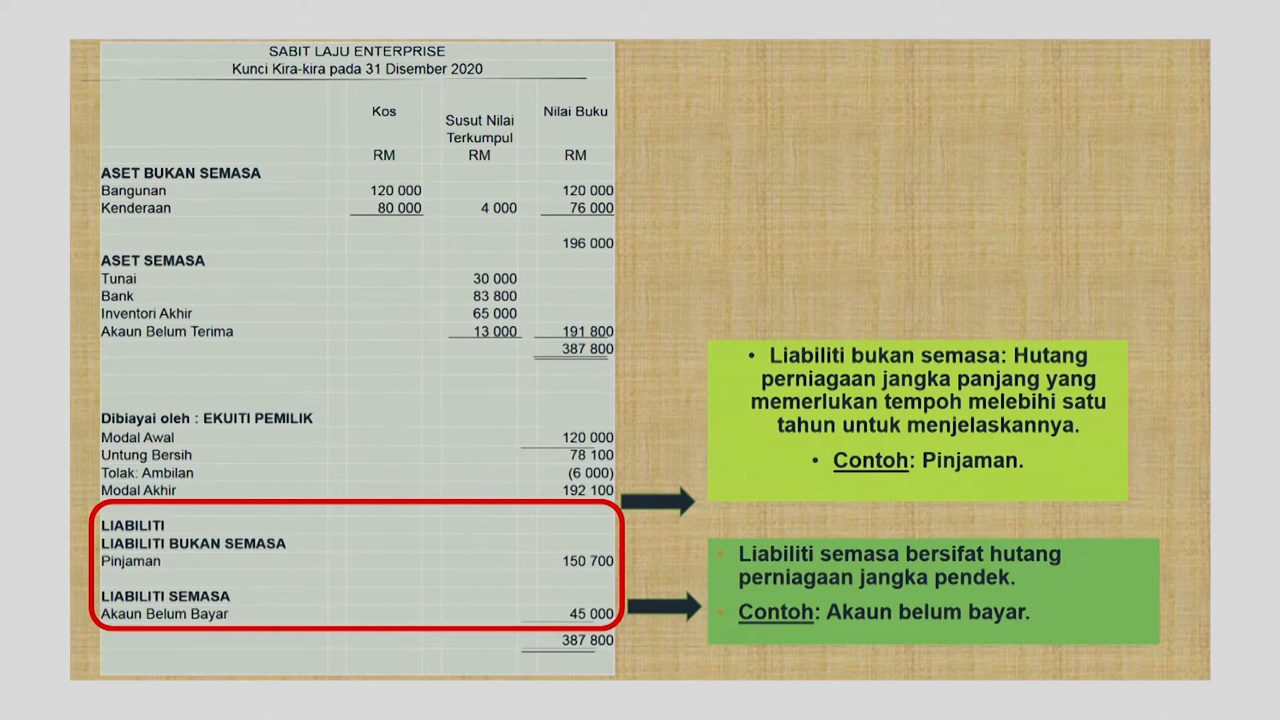 SABIT LAJU ENTERPRISE
Kunci Kira-kira pada 31 Disember 2020
Kos Susut Nilai Terkumpul Nilai Buku
RM RM RM
ASET BUKAN SEMASA
Bangunan 120 000 120 000
Kenderaan 80 000 4 000 76 000
196 000
ASET SEMASA
Tunai 30 000
Bank 83 800
Inventori Akhir 65 000
Akaun Belum Terima 13 000 191 800
387 800
Dibiayai oleh : EKUITI PEMILIK
Modal Awal 120 000
Untung Bersih 78 100
Tolak: Ambilan (6 000)
Modal Akhir 192 100
LIABILITI
LIABILITI BUKAN SEMASA
Pinjaman 150 700
LIABILITI SEMASA
Akaun Belum Bayar 45 000
387 800
• Liabiliti bukan semasa: Hutang
perniagaan jangka panjang yang
memerlukan tempoh melebihi satu
tahun untuk menjelaskannya.
• Contoh: Pinjaman.
• Liabiliti semasa bersifat hutang
perniagaan jangka pendek.
• Contoh: Akaun belum bayar.